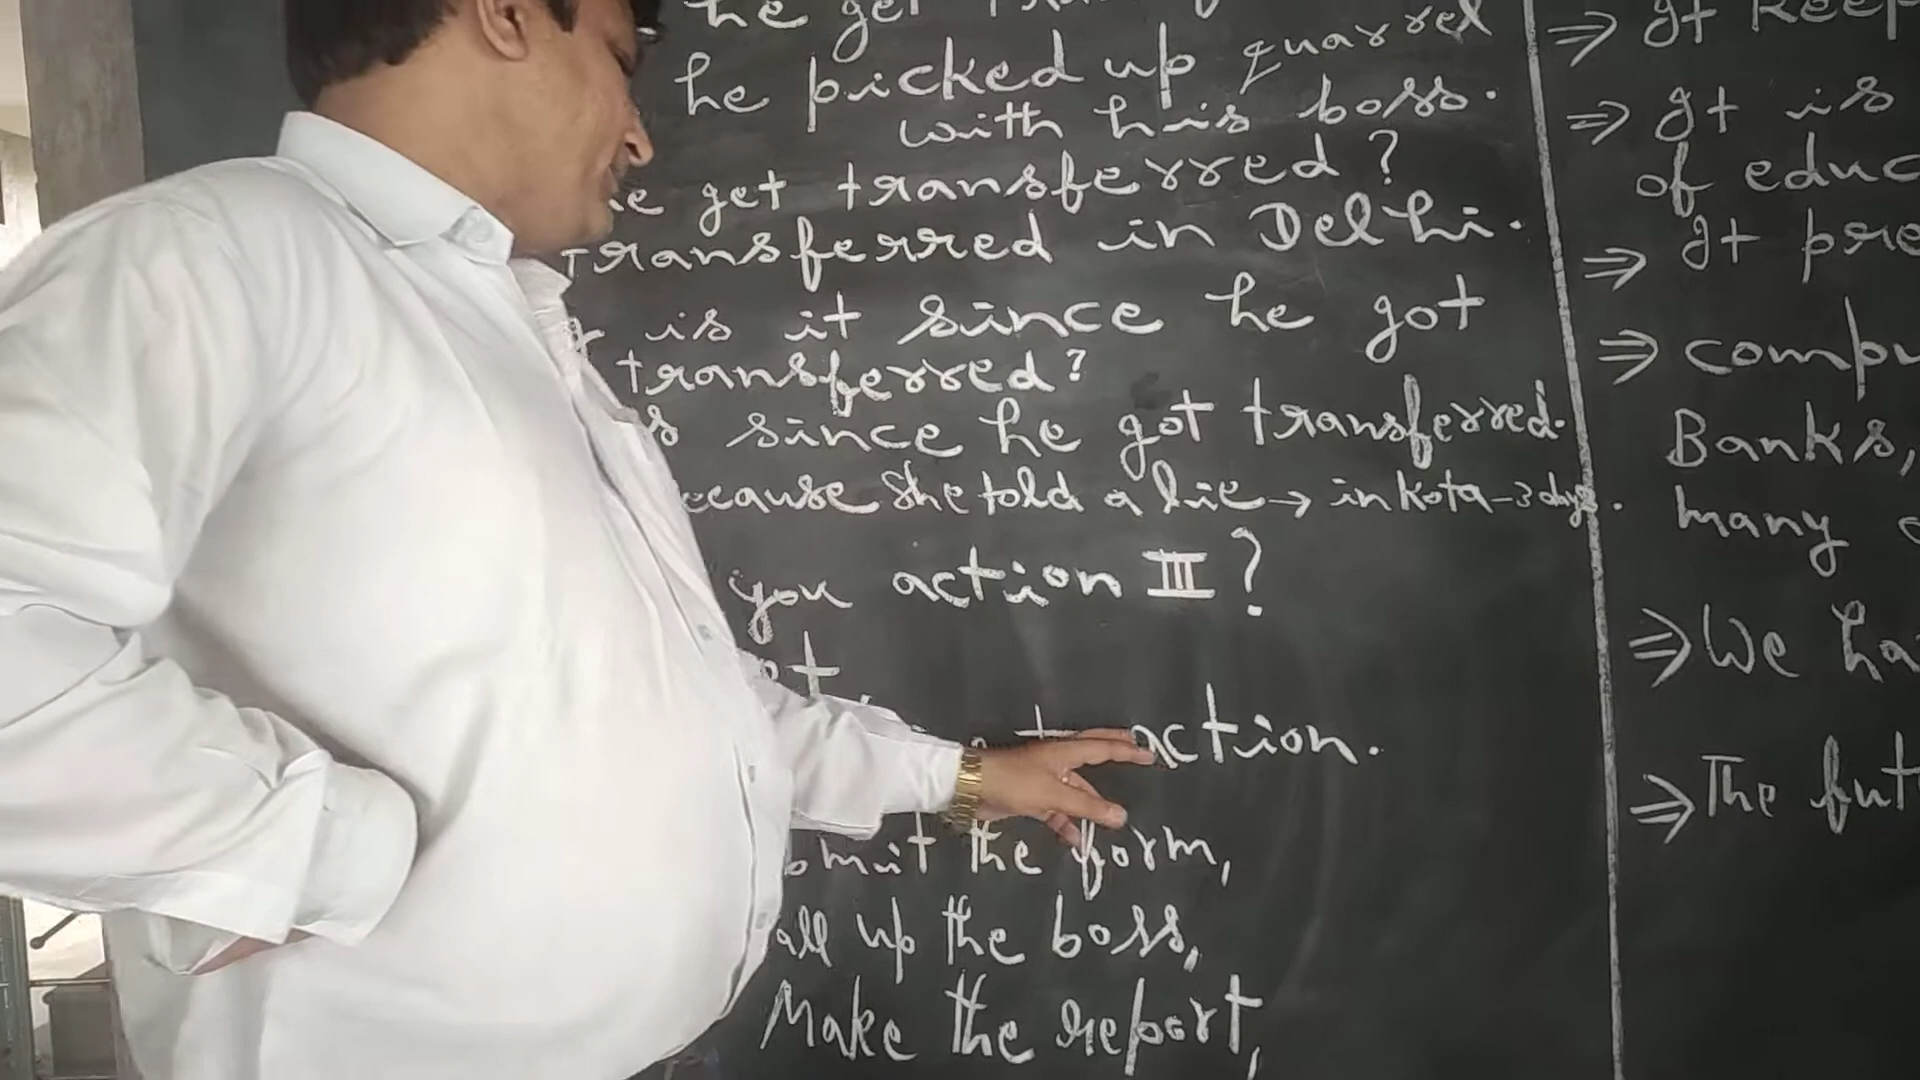 he get
he picked up quarrel
with his boss.
get transferred?
transferred in Delhi.
is it since he got
transferred?
since he got transferred.
ecause she told a lie → in Kota - 3 days.
you action III?
action.
the form,
all up the boss,
Make the report,
⇒ It keep
⇒ It is
of educ
⇒ It pre
⇒ compu
Banks,
many
⇒ We ha
⇒ The fut